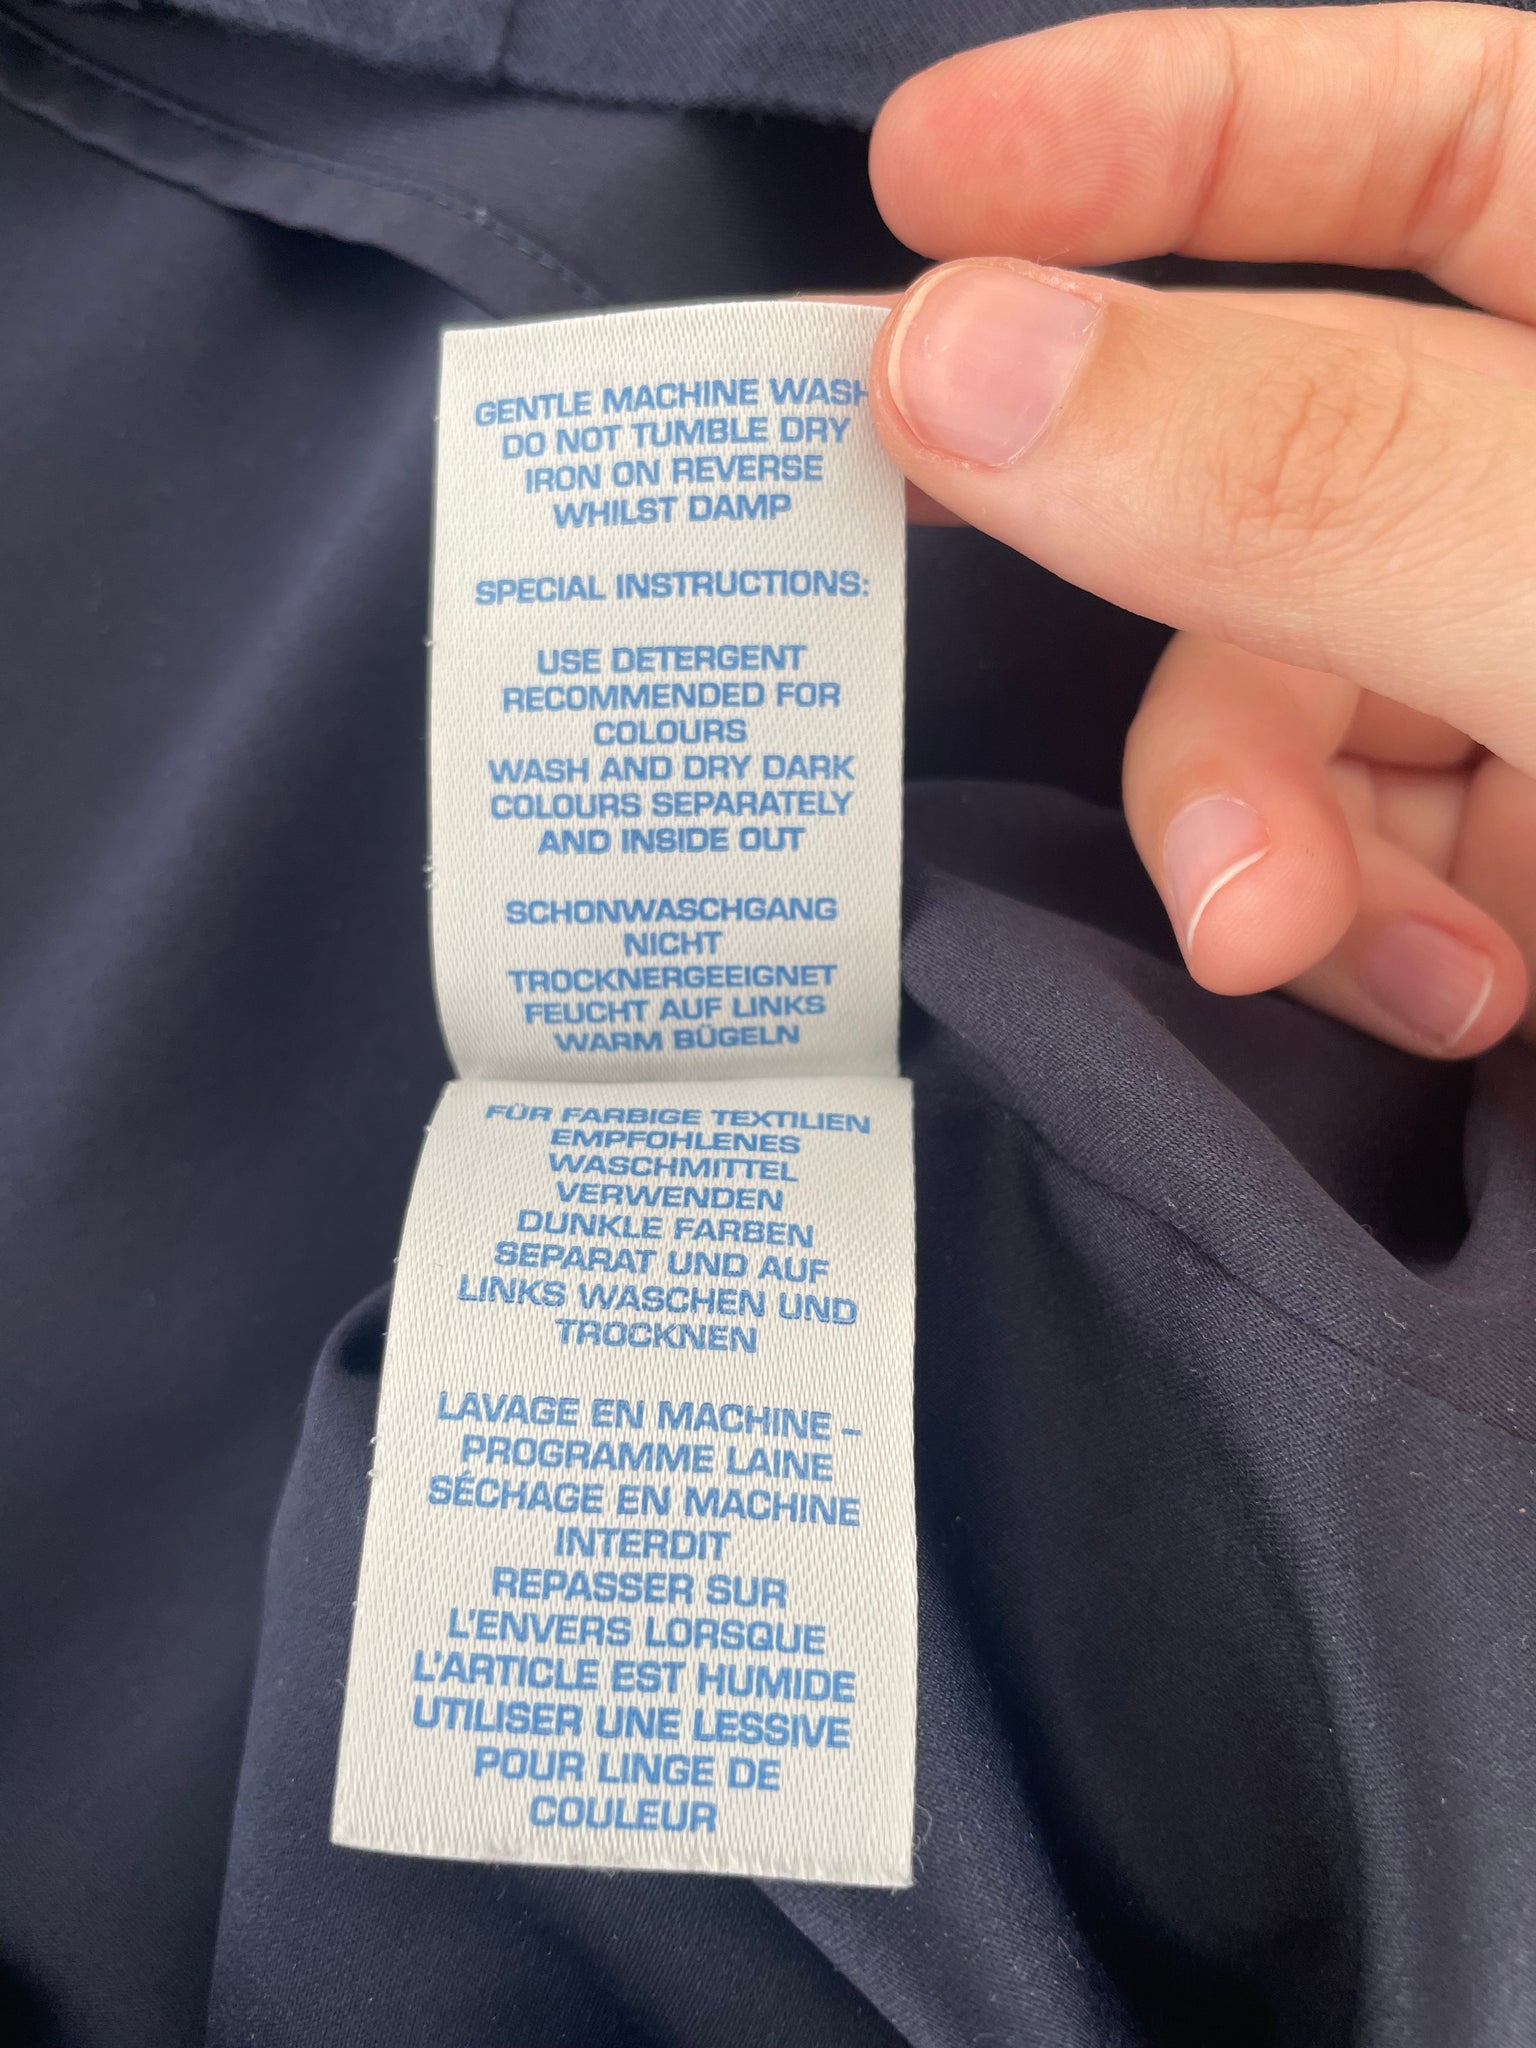 GENTLE MACHINE WASH
DO NOT TUMBLE DRY
IRON ON REVERSE
WHILST DAMP
SPECIAL INSTRUCTIONS:
USE DETERGENT
RECOMMENDED FOR
COLOURS
WASH AND DRY DARK
COLOURS SEPARATELY
AND INSIDE OUT
SCHONWASCHGANG
NICHT
TROCKNERGEEIGNET
FEUCHT AUF LINKS
WARM BÜGELN
FÜR FARBIGE TEXTILIEN
EMPFOHLENES
WASCHMITTEL
VERWENDEN
DUNKLE FARBEN
SEPARAT UND AUF
LINKS WASCHEN UND
TROCKNEN
LAVAGE EN MACHINE –
PROGRAMME LAINE
SÉCHAGE EN MACHINE
INTERDIT
REPASSER SUR
L'ENVERS LORSQUE
L'ARTICLE EST HUMIDE
UTILISER UNE LESSIVE
POUR LINGE DE
COULEUR